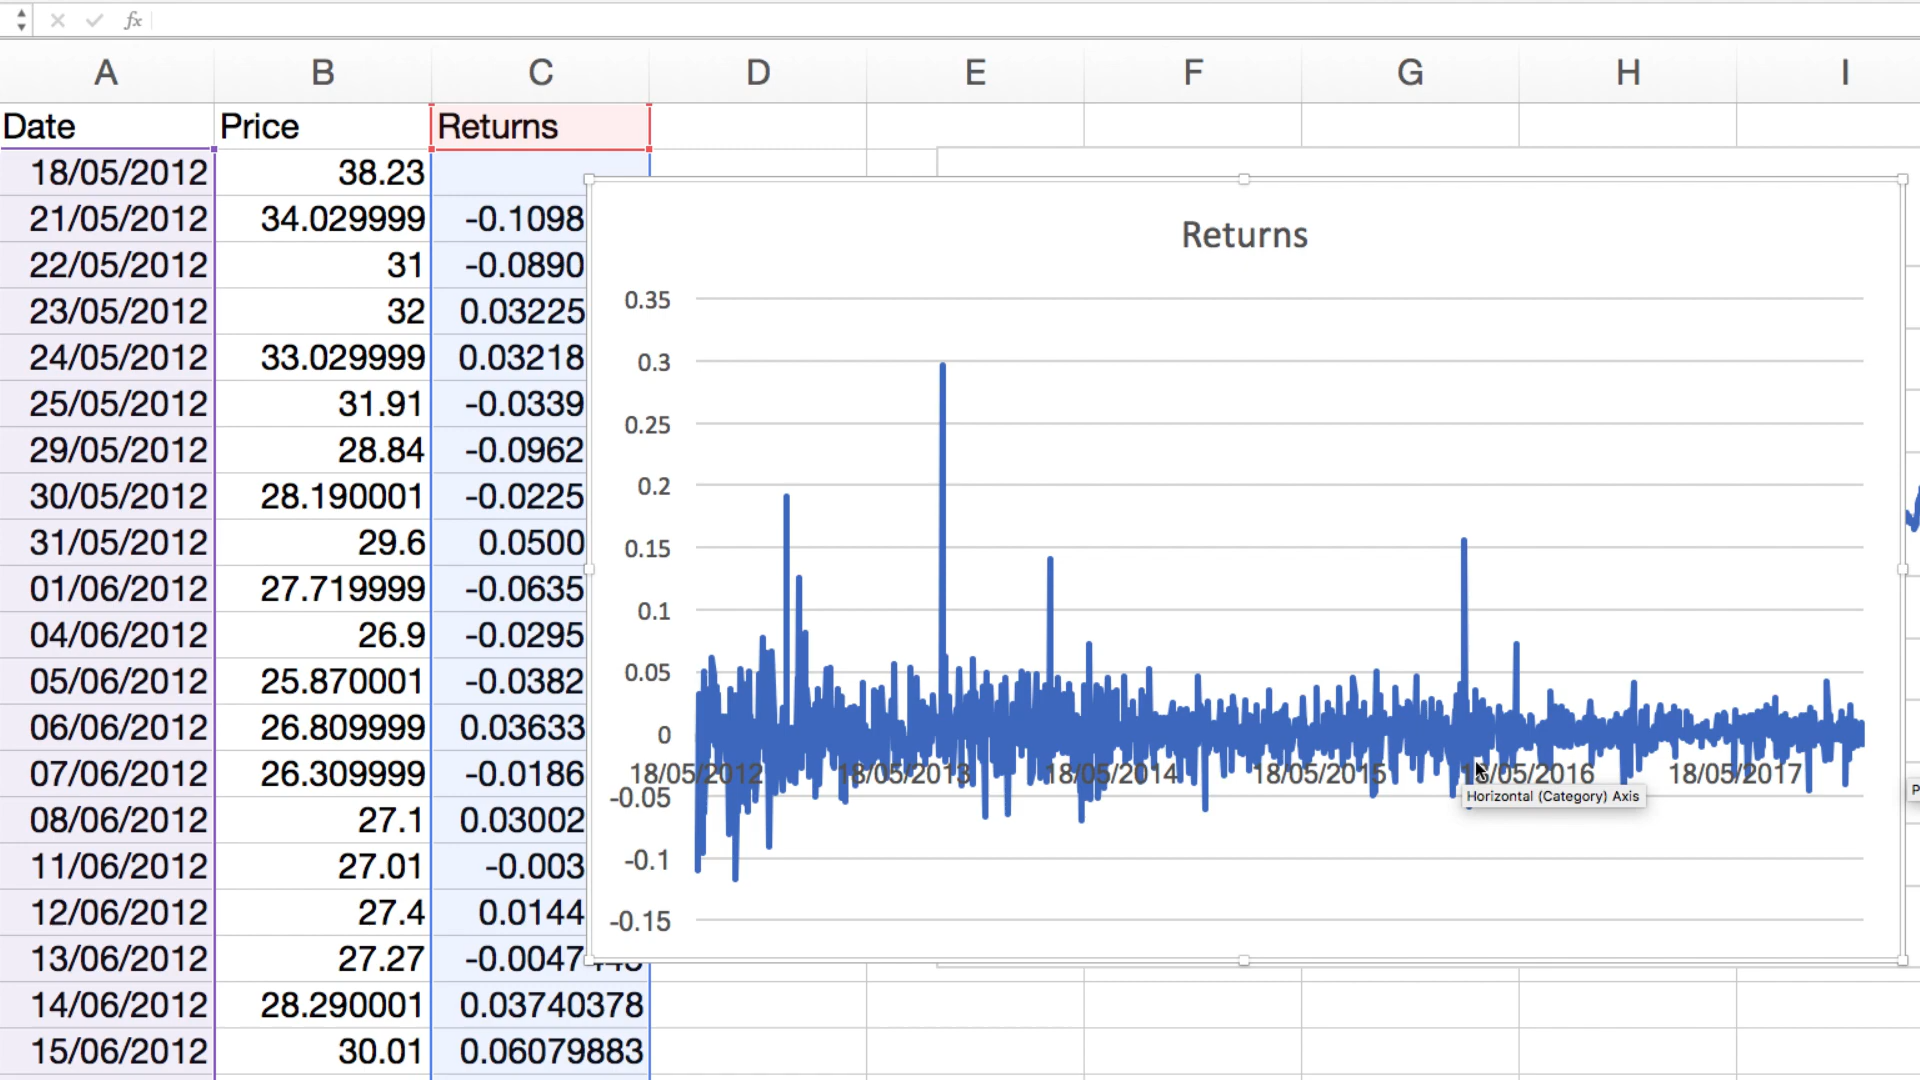 fx
A B C D E F G H I
Date Price Returns
18/05/2012 38.23
21/05/2012 34.029999 -0.1098
22/05/2012 31 -0.0890
23/05/2012 32 0.03225
24/05/2012 33.029999 0.03218
25/05/2012 31.91 -0.0339
29/05/2012 28.84 -0.0962
30/05/2012 28.190001 -0.0225
31/05/2012 29.6 0.0500
01/06/2012 27.719999 -0.0635
04/06/2012 26.9 -0.0295
05/06/2012 25.870001 -0.0382
06/06/2012 26.809999 0.03633
07/06/2012 26.309999 -0.0186
08/06/2012 27.1 0.03002
11/06/2012 27.01 -0.003
12/06/2012 27.4 0.0144
13/06/2012 27.27 -0.0047
14/06/2012 28.290001 0.03740378
15/06/2012 30.01 0.06079883
Returns
0.35
0.3
0.25
0.2
0.15
0.1
0.05
0
18/05/2012 18/05/2013 18/05/2014 18/05/2015 18/05/2016 18/05/2017
-0.05
-0.1
-0.15
Horizontal (Category) Axis
P